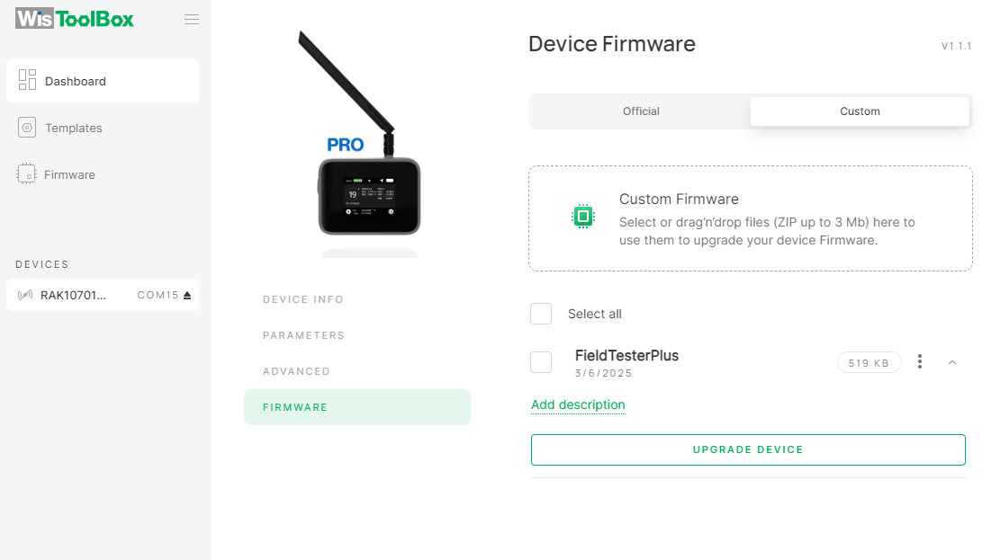 WisToolBox
Dashboard
Templates
Firmware
DEVICES
RAK10701... COM15
PRO
19
DEVICE INFO
PARAMETERS
ADVANCED
FIRMWARE
Device Firmware
V1.1.1
Official
Custom
Custom Firmware
Select or drag'n'drop files (ZIP up to 3 Mb) here to
use them to upgrade your device Firmware.
Select all
FieldTesterPlus
3/6/2025
519 KB
Add description
UPGRADE DEVICE